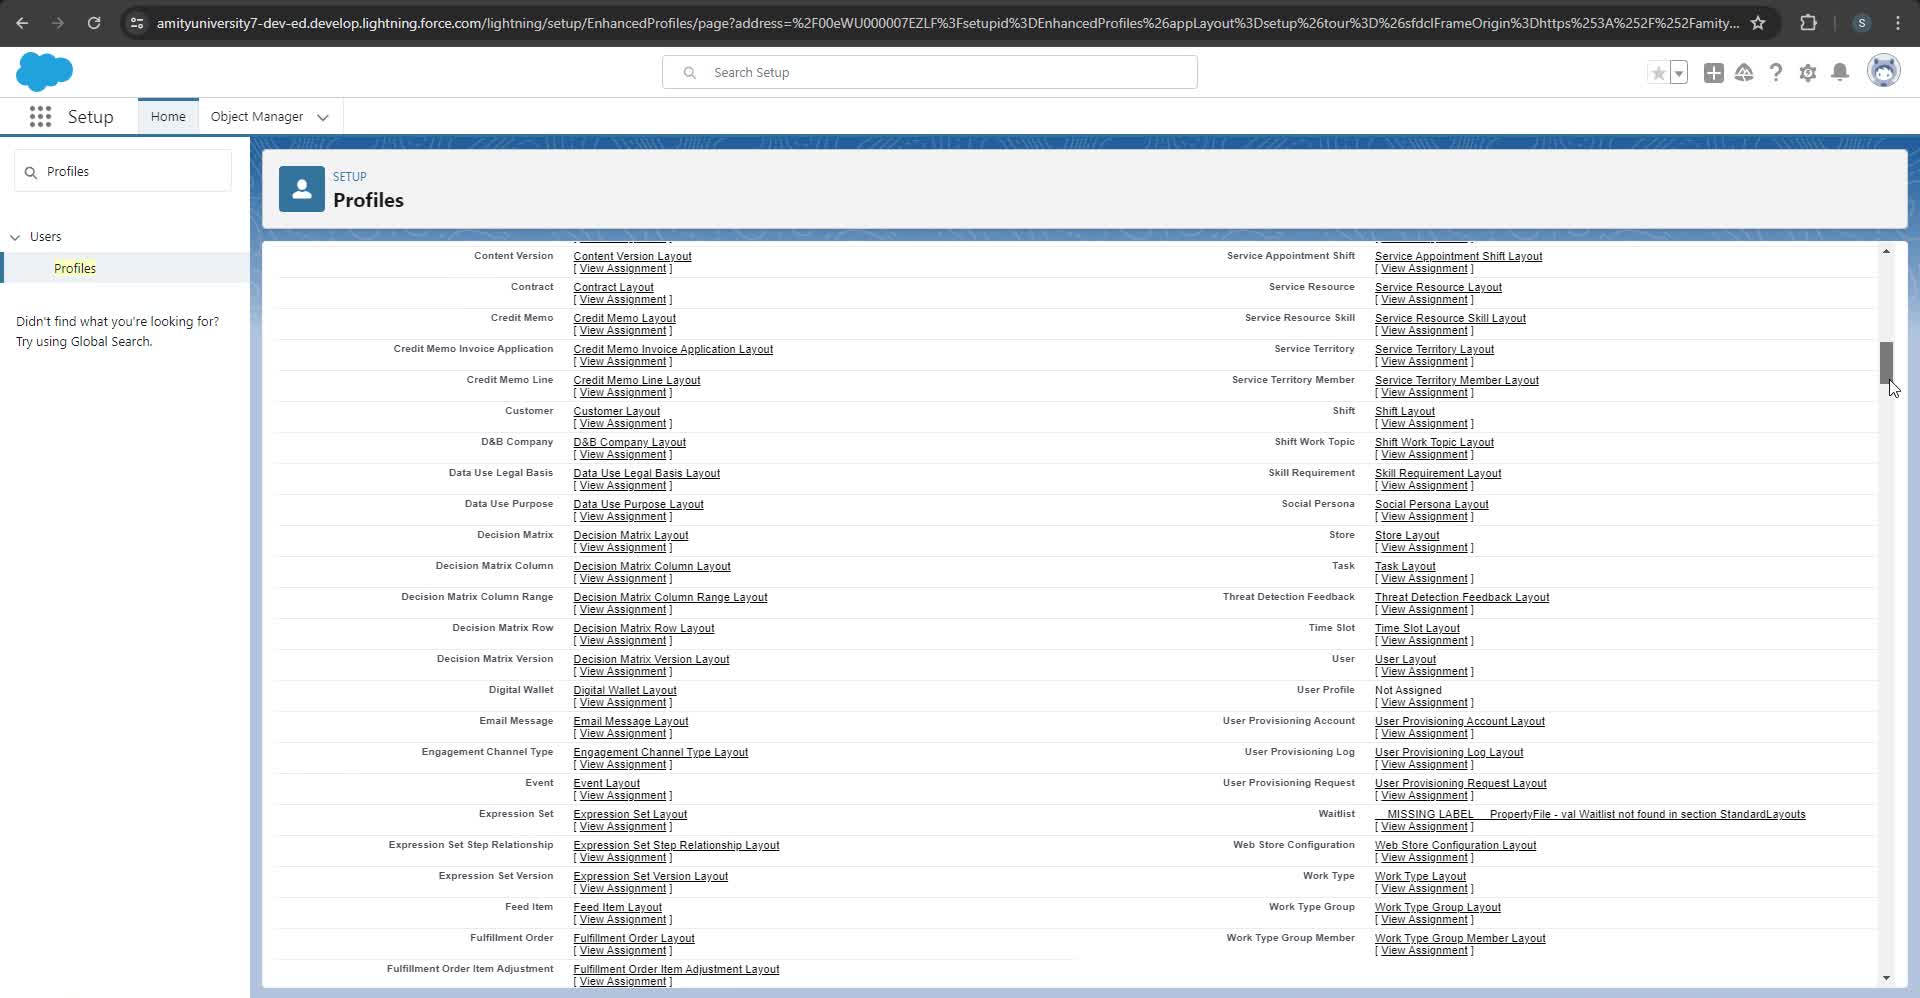 amityuniversity7-dev-ed.develop.lightning.force.com/lightning/setup/EnhancedProfiles/page?address=%2F00eWU000007EZLF%3Fsetupid%3DEnhancedProfiles%26appLayout%3Dsetup%26tour%3D%26sfdcIFrameOrigin%3Dhttps%253A%252F%252Famity...
S
Search Setup
Setup
Home
Object Manager
Profiles
Users
Profiles
Didn't find what you're looking for?
Try using Global Search.
SETUP
Profiles
Content Version Content Version Layout
[ View Assignment ]
Contract Contract Layout
[ View Assignment ]
Credit Memo Credit Memo Layout
[ View Assignment ]
Credit Memo Invoice Application Credit Memo Invoice Application Layout
[ View Assignment ]
Credit Memo Line Credit Memo Line Layout
[ View Assignment ]
Customer Customer Layout
[ View Assignment ]
D&B Company D&B Company Layout
[ View Assignment ]
Data Use Legal Basis Data Use Legal Basis Layout
[ View Assignment ]
Data Use Purpose Data Use Purpose Layout
[ View Assignment ]
Decision Matrix Decision Matrix Layout
[ View Assignment ]
Decision Matrix Column Decision Matrix Column Layout
[ View Assignment ]
Decision Matrix Column Range Decision Matrix Column Range Layout
[ View Assignment ]
Decision Matrix Row Decision Matrix Row Layout
[ View Assignment ]
Decision Matrix Version Decision Matrix Version Layout
[ View Assignment ]
Digital Wallet Digital Wallet Layout
[ View Assignment ]
Email Message Email Message Layout
[ View Assignment ]
Engagement Channel Type Engagement Channel Type Layout
[ View Assignment ]
Event Event Layout
[ View Assignment ]
Expression Set Expression Set Layout
[ View Assignment ]
Expression Set Step Relationship Expression Set Step Relationship Layout
[ View Assignment ]
Expression Set Version Expression Set Version Layout
[ View Assignment ]
Feed Item Feed Item Layout
[ View Assignment ]
Fulfillment Order Fulfillment Order Layout
[ View Assignment ]
Fulfillment Order Item Adjustment Fulfillment Order Item Adjustment Layout
[ View Assignment ]
Service Appointment Shift Service Appointment Shift Layout
[ View Assignment ]
Service Resource Service Resource Layout
[ View Assignment ]
Service Resource Skill Service Resource Skill Layout
[ View Assignment ]
Service Territory Service Territory Layout
[ View Assignment ]
Service Territory Member Service Territory Member Layout
[ View Assignment ]
Shift Shift Layout
[ View Assignment ]
Shift Work Topic Shift Work Topic Layout
[ View Assignment ]
Skill Requirement Skill Requirement Layout
[ View Assignment ]
Social Persona Social Persona Layout
[ View Assignment ]
Store Store Layout
[ View Assignment ]
Task Task Layout
[ View Assignment ]
Threat Detection Feedback Threat Detection Feedback Layout
[ View Assignment ]
Time Slot Time Slot Layout
[ View Assignment ]
User User Layout
[ View Assignment ]
User Profile Not Assigned
[ View Assignment ]
User Provisioning Account User Provisioning Account Layout
[ View Assignment ]
User Provisioning Log User Provisioning Log Layout
[ View Assignment ]
User Provisioning Request User Provisioning Request Layout
[ View Assignment ]
Waitlist __MISSING LABEL__ PropertyFile - val Waitlist not found in section StandardLayouts
[ View Assignment ]
Web Store Configuration Web Store Configuration Layout
[ View Assignment ]
Work Type Work Type Layout
[ View Assignment ]
Work Type Group Work Type Group Layout
[ View Assignment ]
Work Type Group Member Work Type Group Member Layout
[ View Assignment ]